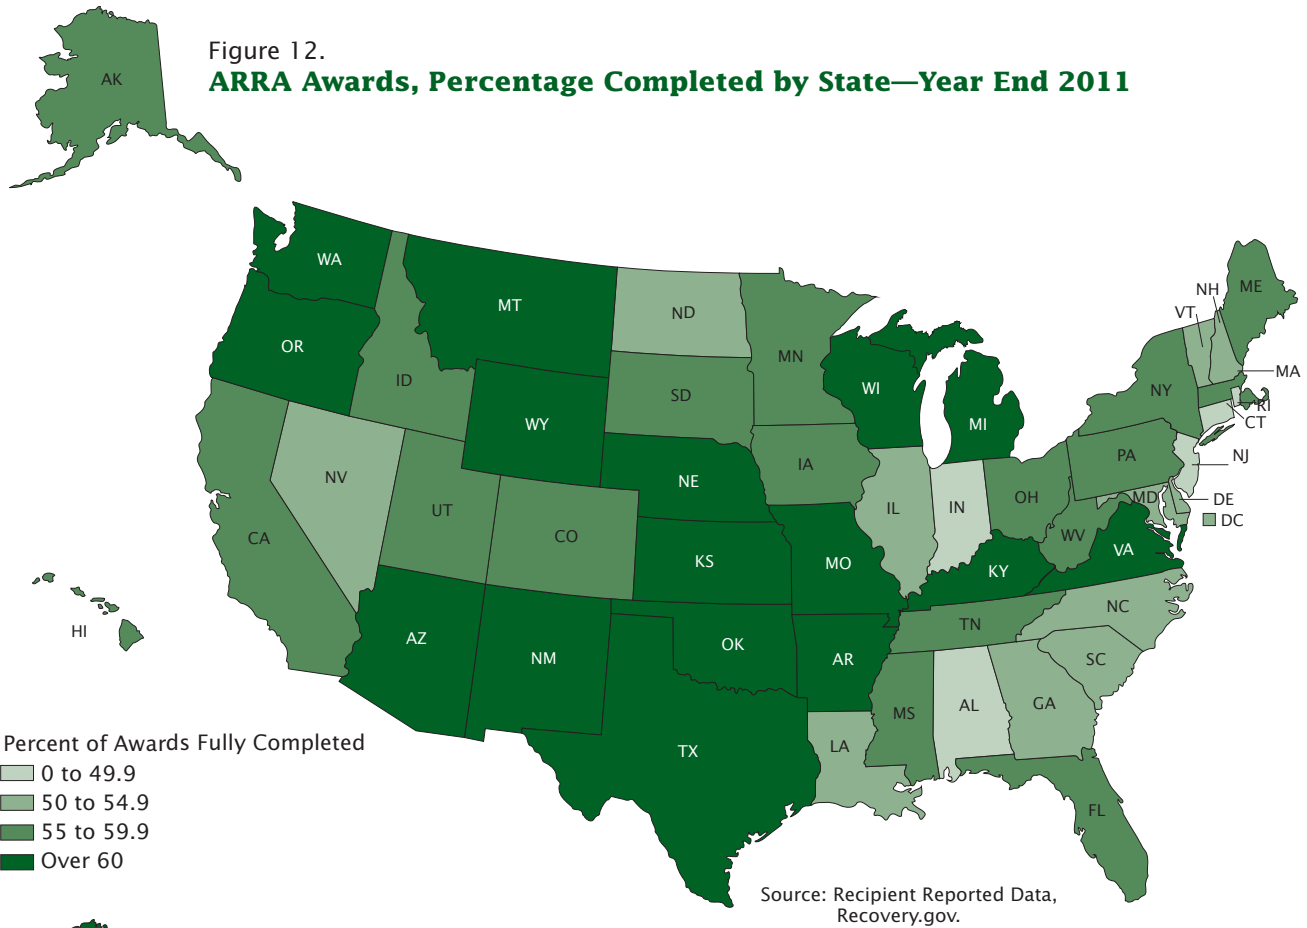 Figure 12.
ARRA Awards, Percentage Completed by State—Year End 2011
AK
WA
MT
ND
MN
OR
ID
SD
WI
MI
WY
NY
VT
NH
ME
MA
RI
CT
NJ
PA
IA
NE
NV
UT
CO
CA
IL
IN
OH
MD
DE
DC
WV
VA
KS
MO
KY
HI
AZ
NM
OK
AR
TN
NC
SC
MS
AL
GA
TX
LA
FL
Percent of Awards Fully Completed
0 to 49.9
50 to 54.9
55 to 59.9
Over 60
Source: Recipient Reported Data,
Recovery.gov.